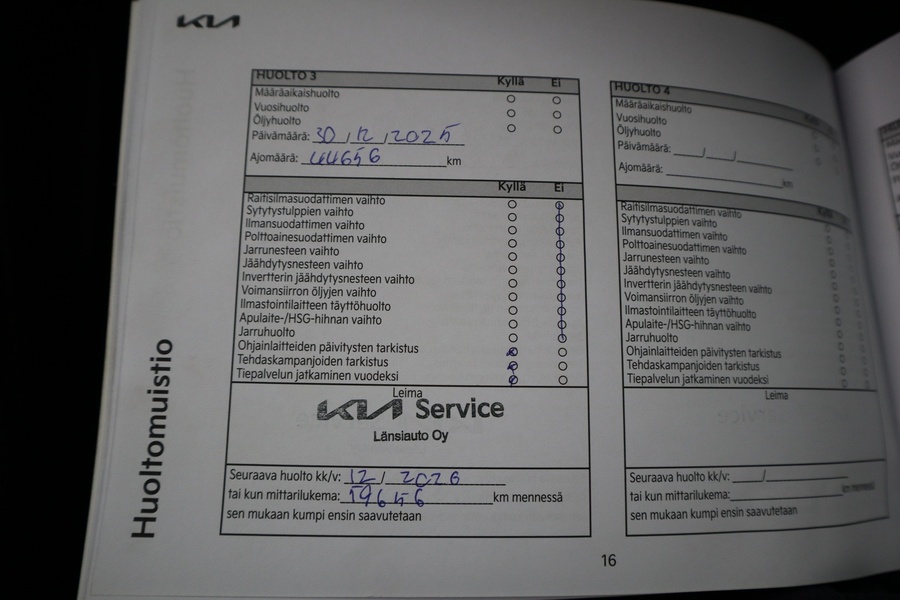 KIA
HUOLTO 3 Kyllä Ei
Määräaikaishuolto
Vuosihuolto
Öljyhuolto
Päivämäärä: 30 / 12 / 2025
Ajomäärä: 44656 km
Kyllä Ei
Raitisilmasuodattimen vaihto
Sytytystulppien vaihto
Ilmansuodattimen vaihto
Polttoainesuodattimen vaihto
Jarrunesteen vaihto
Jäähdytysnesteen vaihto
Invertterin jäähdytysnesteen vaihto
Voimansiirron öljyjen vaihto
Ilmastointilaitteen täyttöhuolto
Apulaite-/HSG-hihnan vaihto
Jarruhuolto
Ohjainlaitteiden päivitysten tarkistus
Tehdaskampanjoiden tarkistus
Tiepalvelun jatkaminen vuodeksi
Leima
KIA Service
Länsiauto Oy
Seuraava huolto kk/v: 12 / 2026
tai kun mittarilukema: km mennessä
sen mukaan kumpi ensin saavutetaan
HUOLTO 4
Määräaikaishuolto
Vuosihuolto
Öljyhuolto
Päivämäärä: / /
Ajomäärä: km
Raitisilmasuodattimen vaihto
Sytytystulppien vaihto
Ilmansuodattimen vaihto
Polttoainesuodattimen vaihto
Jarrunesteen vaihto
Jäähdytysnesteen vaihto
Invertterin jäähdytysnesteen vaihto
Voimansiirron öljyjen vaihto
Ilmastointilaitteen täyttöhuolto
Apulaite-/HSG-hihnan vaihto
Jarruhuolto
Ohjainlaitteiden päivitysten tarkistus
Tehdaskampanjoiden tarkistus
Tiepalvelun jatkaminen vuodeksi
Leima
Seuraava huolto kk/v: /
tai kun mittarilukema: km mennessä
sen mukaan kumpi ensin saavutetaan
Huoltomuistio
16